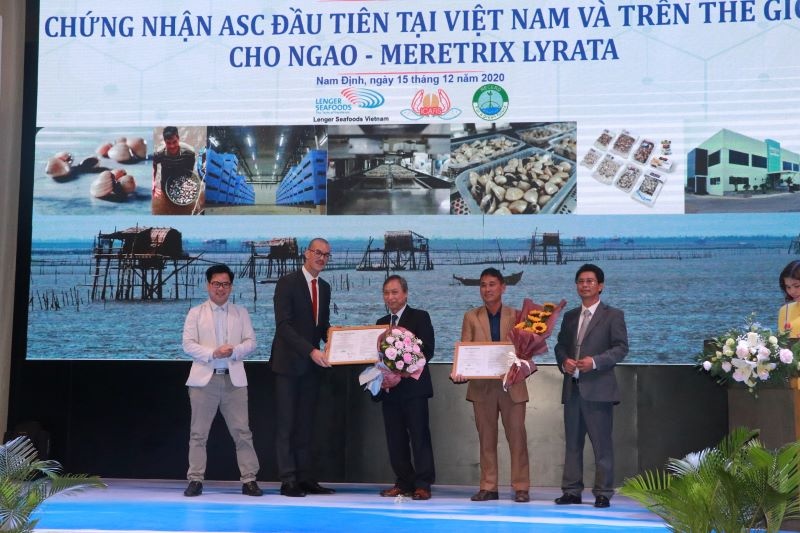 CHỨNG NHẬN ASC ĐẦU TIÊN TẠI VIỆT NAM VÀ TRÊN THẾ GIỚ
CHO NGAO - MERETRIX LYRATA
Nam Định, ngày 15 tháng 12 năm 2020
LENGER
SEAFOODS
Lenger Seafoods Vietnam